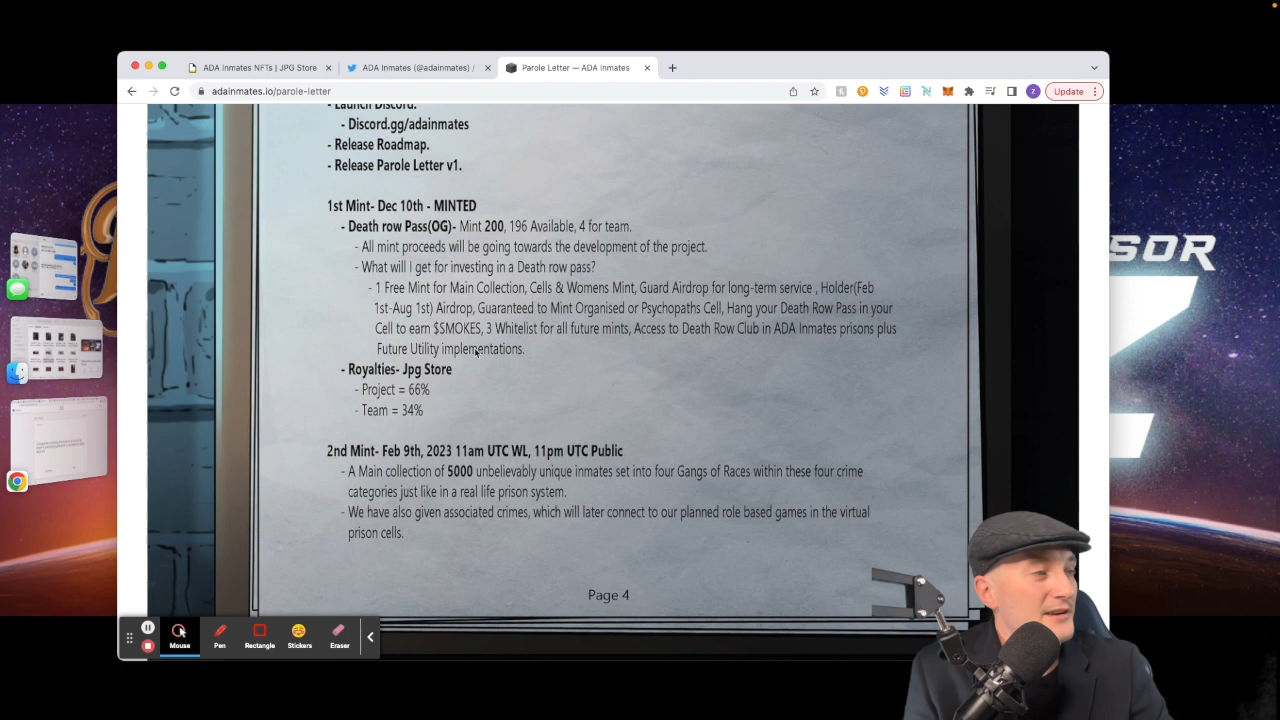 ADA Inmates NFTs | JPG Store
ADA Inmates (@adainmates) /
Parole Letter — ADA Inmates
adainmates.io/parole-letter
Z
Update
- Launch Discord.
- Discord.gg/adainmates
- Release Roadmap.
- Release Parole Letter v1.
1st Mint- Dec 10th - MINTED
- Death row Pass(OG)- Mint 200, 196 Available, 4 for team.
- All mint proceeds will be going towards the development of the project.
- What will I get for investing in a Death row pass?
- 1 Free Mint for Main Collection, Cells & Womens Mint, Guard Airdrop for long-term service , Holder(Feb
1st-Aug 1st) Airdrop, Guaranteed to Mint Organised or Psychopaths Cell, Hang your Death Row Pass in your
Cell to earn $SMOKES, 3 Whitelist for all future mints, Access to Death Row Club in ADA Inmates prisons plus
Future Utility implementations.
- Royalties- Jpg Store
- Project = 66%
- Team = 34%
2nd Mint- Feb 9th, 2023 11am UTC WL, 11pm UTC Public
- A Main collection of 5000 unbelievably unique inmates set into four Gangs of Races within these four crime
categories just like in a real life prison system.
- We have also given associated crimes, which will later connect to our planned role based games in the virtual
prison cells.
Page 4
Mouse
Pen
Rectangle
Stickers
Eraser
SOR
Z